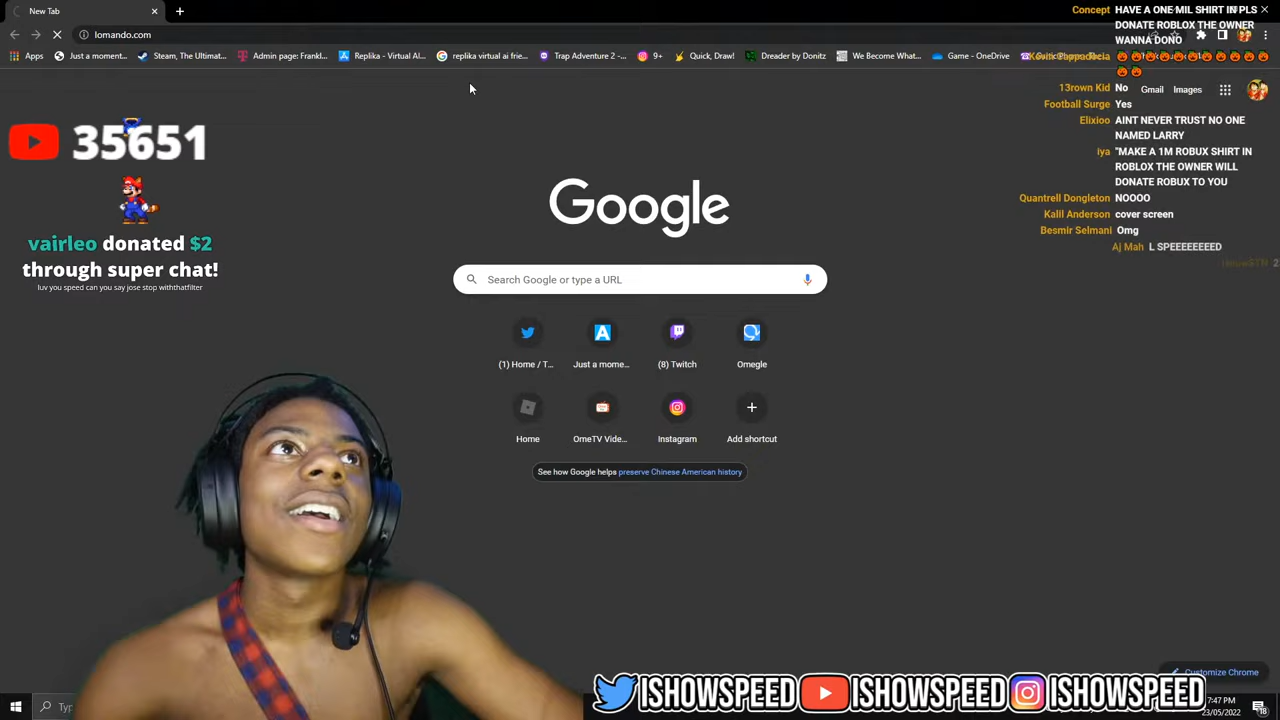 New Tab
lomando.com
Apps
Just a moment...
Steam, The Ultimat...
Admin page: Frankl...
Replika - Virtual AI...
replika virtual ai frie...
Trap Adventure 2 -...
9+
Quick, Draw!
Dreader by Donitz
We Become What...
Game - OneDrive
Gmail
Images
35651
vairleo donated $2
through super chat!
luv you speed can you say jose stop withthatfilter
Google
Search Google or type a URL
(1) Home / T...
Just a mome...
(8) Twitch
Omegle
Home
OmeTV Vide...
Instagram
Add shortcut
See how Google helps preserve Chinese American history
Concept HAVE A ONE MIL SHIRT IN PLS
DONATE ROBLOX THE OWNER
WANNA DONO
13rown Kid No
Football Surge Yes
Elixioo AINT NEVER TRUST NO ONE
NAMED LARRY
iya "MAKE A 1M ROBUX SHIRT IN
ROBLOX THE OWNER WILL
DONATE ROBUX TO YOU
Quantrell Dongleton NOOOO
Kalil Anderson cover screen
Besmir Selmani Omg
Aj Mah L SPEEEEEEEED
Customize Chrome
ISHOWSPEED
ISHOWSPEED
ISHOWSPEED
Ty
7:47 PM
23/05/2022
18